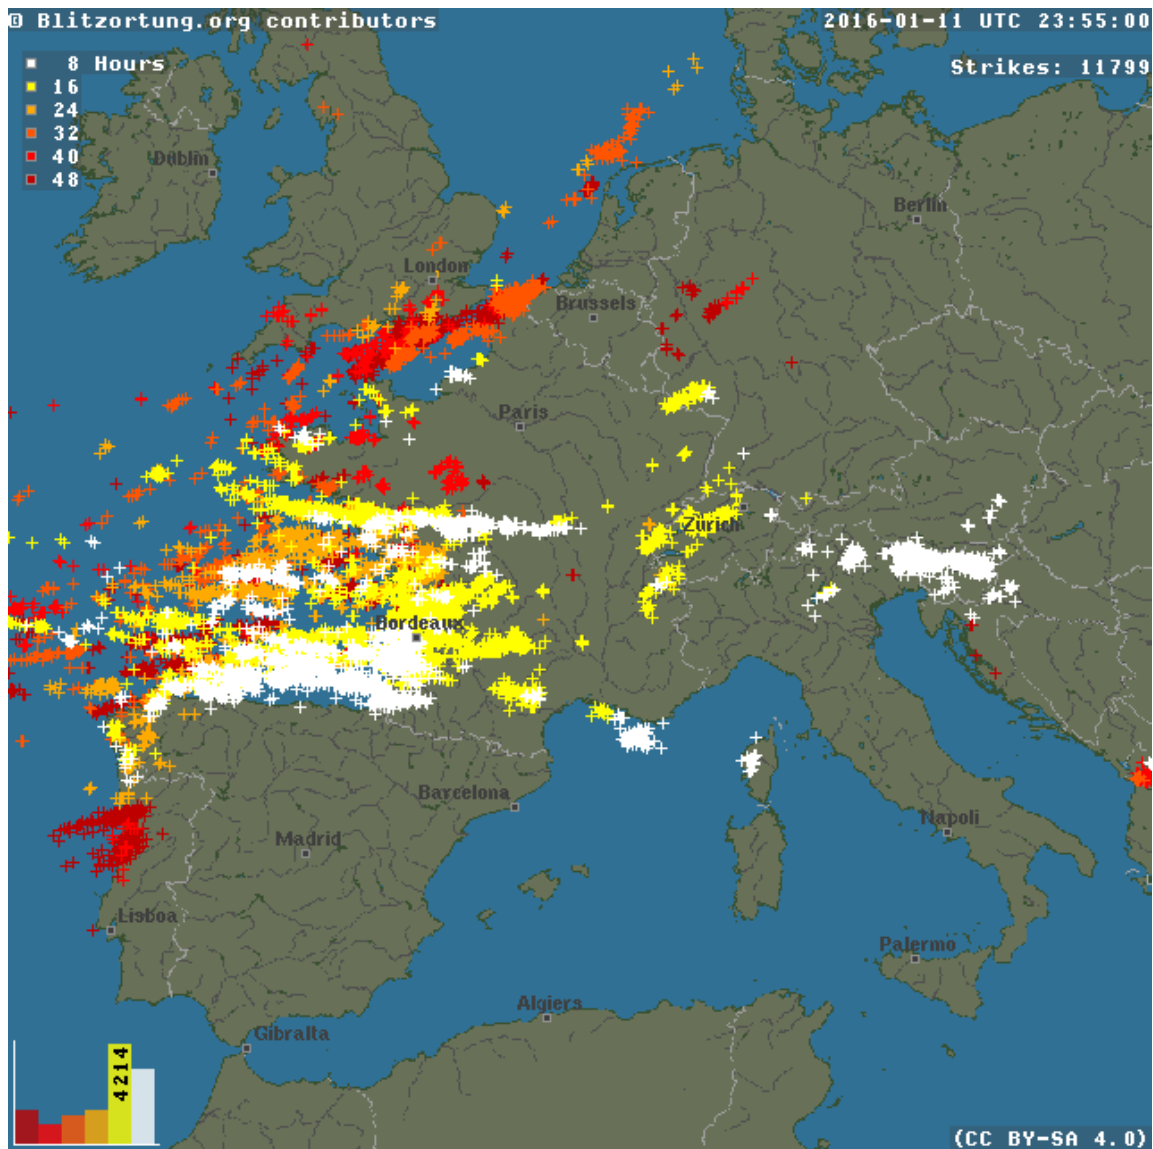 © Blitzortung.org contributors
2016-01-11 UTC 23:55:00
8 Hours
Strikes: 11799
16
24
32
40
48
Dublin
Berlin
London
Brussels
Paris
Zürich
Bordeaux
Barcelona
Napoli
Madrid
Lisboa
Palermo
Algiers
Gibralta
4214
(CC BY-SA 4.0)